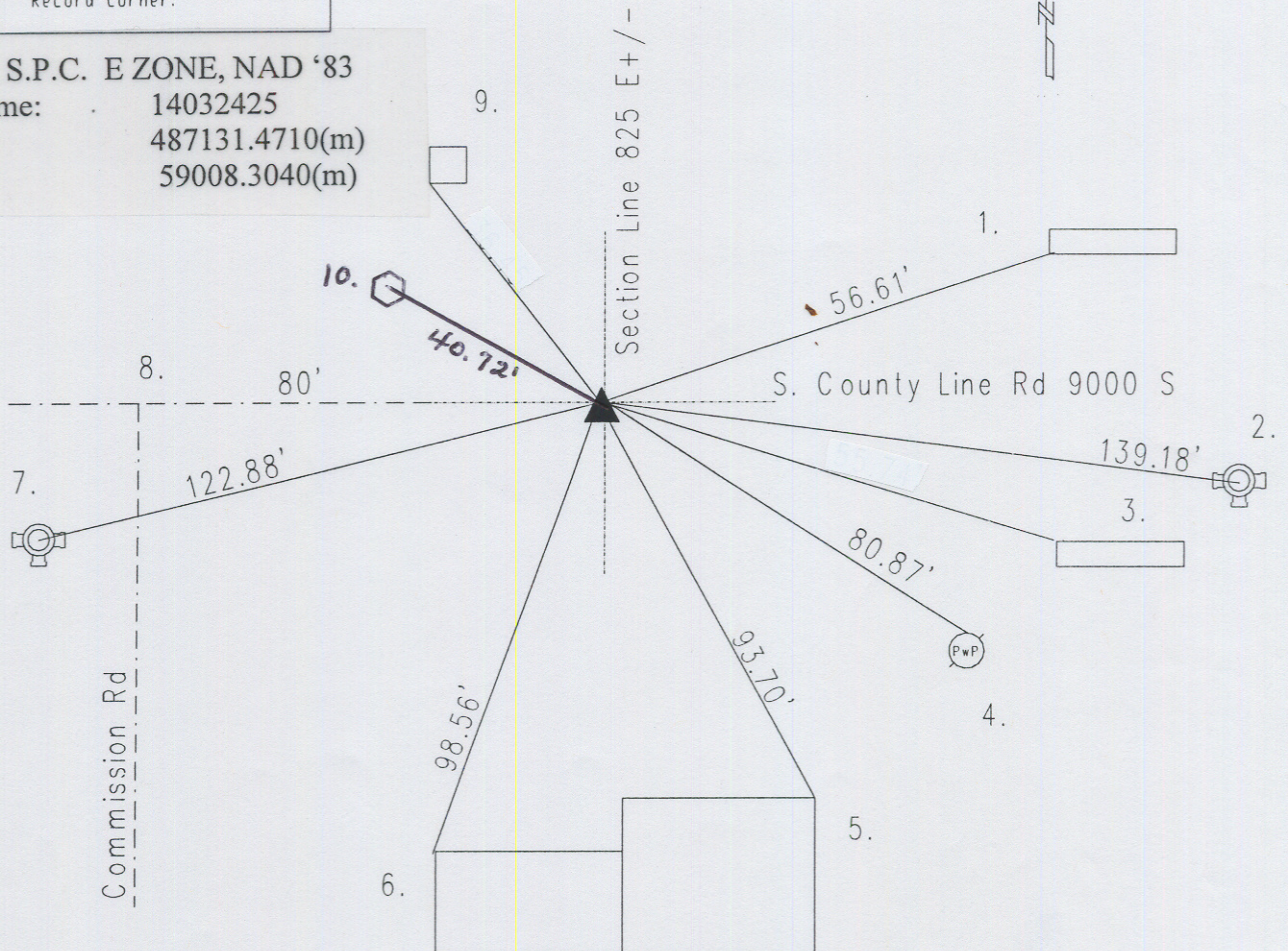 Record Corner.
S.P.C. E ZONE, NAD ‘83
me: 14032425
487131.4710(m)
59008.3040(m)
9.
Section Line 825 E+/-
1.
10.
56.61'
40.72'
8.
80'
S. County Line Rd 9000 S
2.
139.18'
7.
122.88'
3.
80.87'
PwP
4.
93.70'
98.56'
Commission Rd
5.
6.